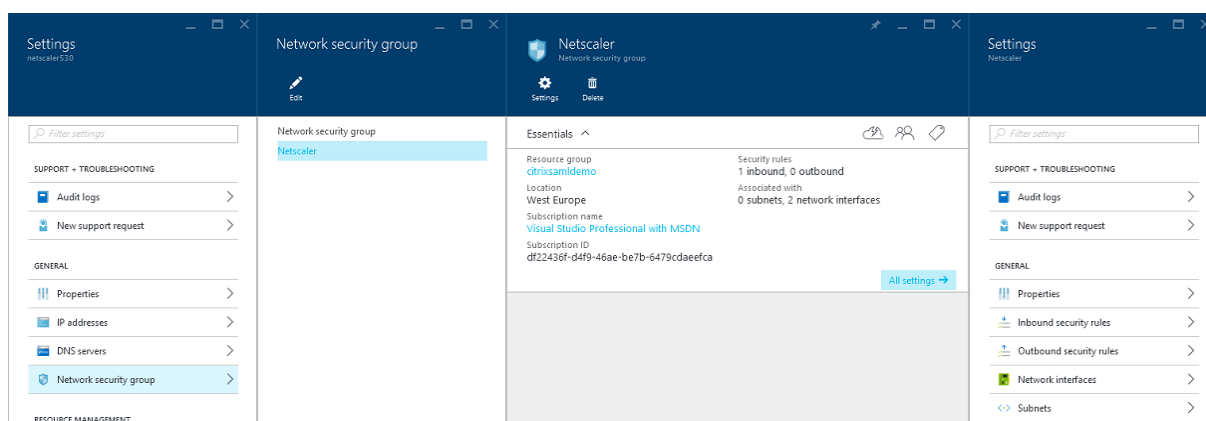 Settings
netscaler530
Filter settings
SUPPORT + TROUBLESHOOTING
Audit logs
New support request
GENERAL
Properties
IP addresses
DNS servers
Network security group
RESOURCE MANAGEMENT
Network security group
Edit
Network security group
Netscaler
Netscaler
Network security group
Settings
Delete
Essentials
Resource group
citrixsamldemo
Location
West Europe
Subscription name
Visual Studio Professional with MSDN
Subscription ID
df22436f-d4f9-46ae-be7b-6479cdaeefca
Security rules
1 inbound, 0 outbound
Associated with
0 subnets, 2 network interfaces
All settings
Settings
Netscaler
Filter settings
SUPPORT + TROUBLESHOOTING
Audit logs
New support request
GENERAL
Properties
Inbound security rules
Outbound security rules
Network interfaces
Subnets